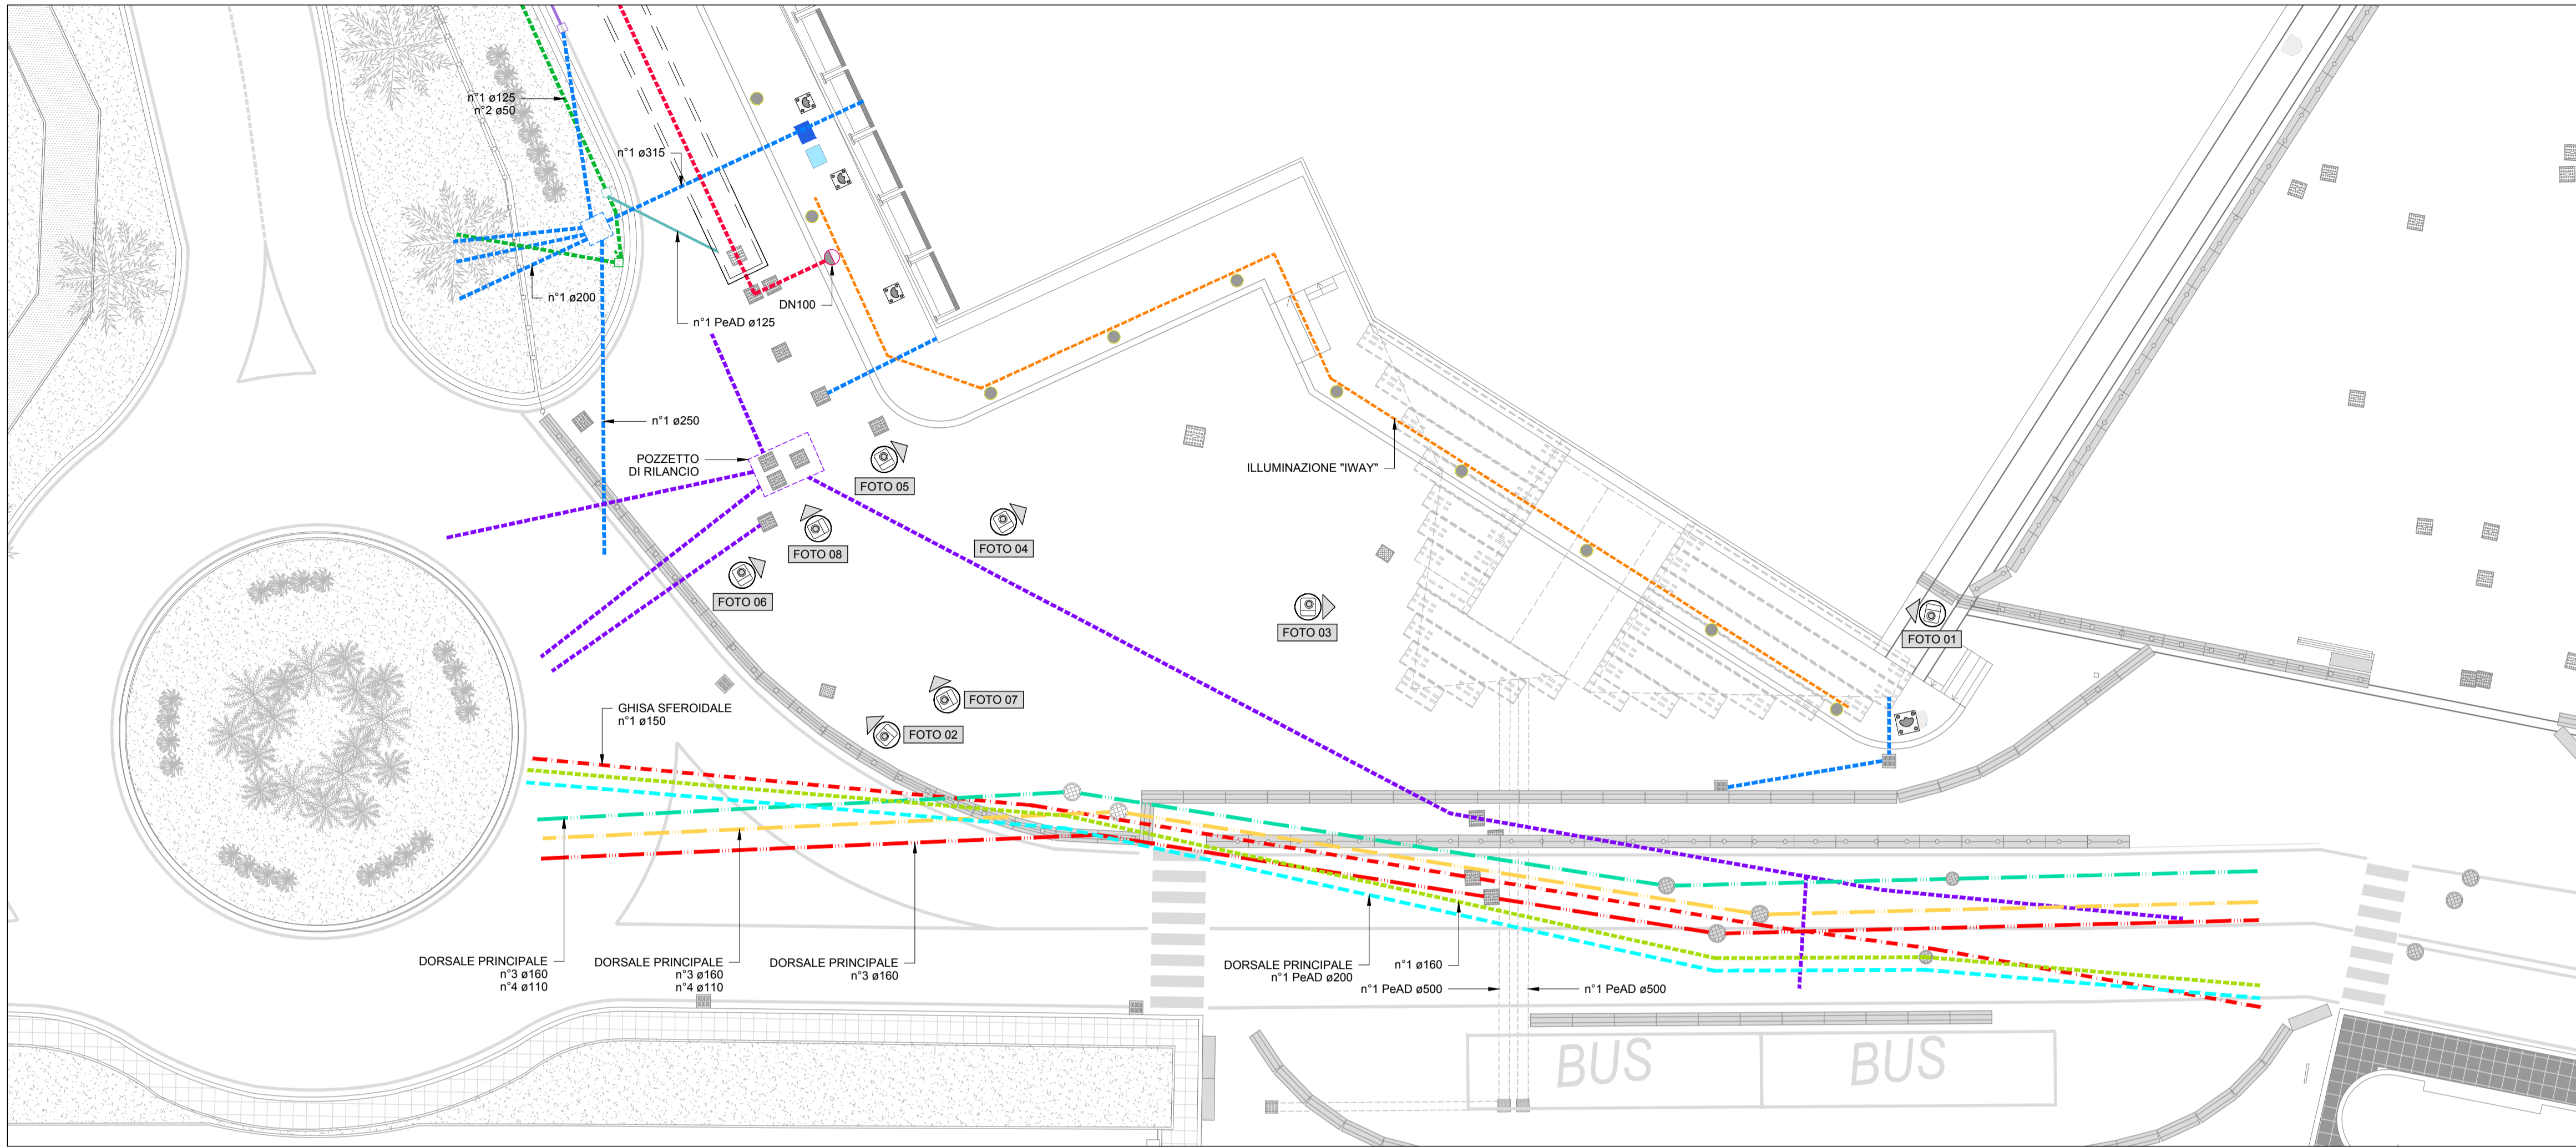 n°1 ø125
n°2 ø50
n°1 ø315
n°1 ø200
DN100
n°1 PeAD ø125
n°1 ø250
POZZETTO
DI RILANCIO
ILLUMINAZIONE "IWAY"
FOTO 05
FOTO 04
FOTO 08
FOTO 06
FOTO 03
FOTO 01
FOTO 07
FOTO 02
GHISA SFEROIDALE
n°1 ø150
DORSALE PRINCIPALE
n°3 ø160
n°4 ø110
DORSALE PRINCIPALE
n°3 ø160
n°4 ø110
DORSALE PRINCIPALE
n°3 ø160
DORSALE PRINCIPALE
n°1 PeAD ø200
n°1 ø160
n°1 PeAD ø500
n°1 PeAD ø500
BUS
BUS